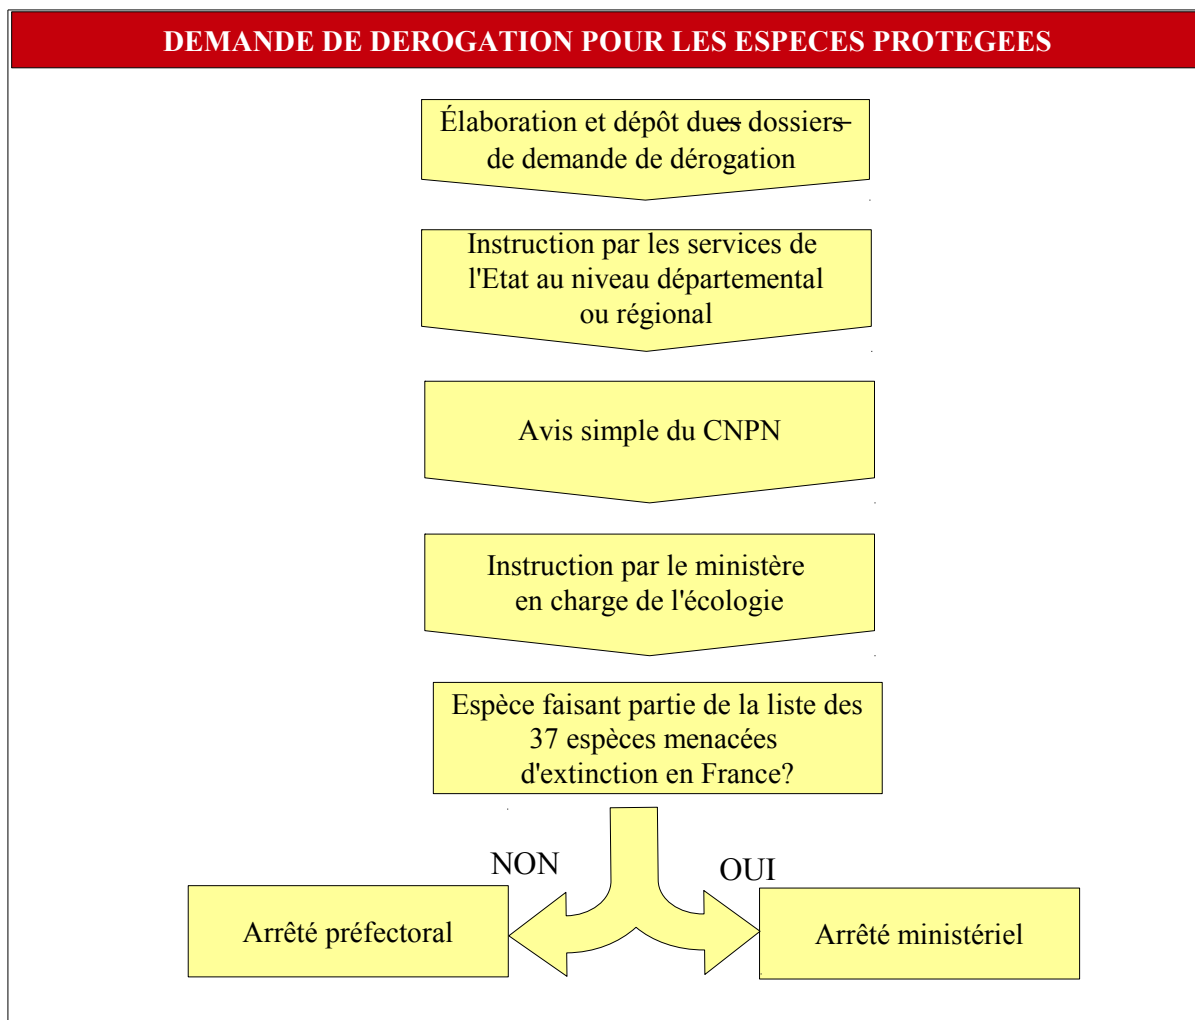 DEMANDE DE DEROGATION POUR LES ESPECES PROTEGEES
Élaboration et dépôt dues dossiers
de demande de dérogation
Instruction par les services de
l'Etat au niveau départemental
ou régional
Avis simple du CNPN
Instruction par le ministère
en charge de l'écologie
Espèce faisant partie de la liste des
37 espèces menacées
d'extinction en France?
NON
OUI
Arrêté préfectoral
Arrêté ministériel